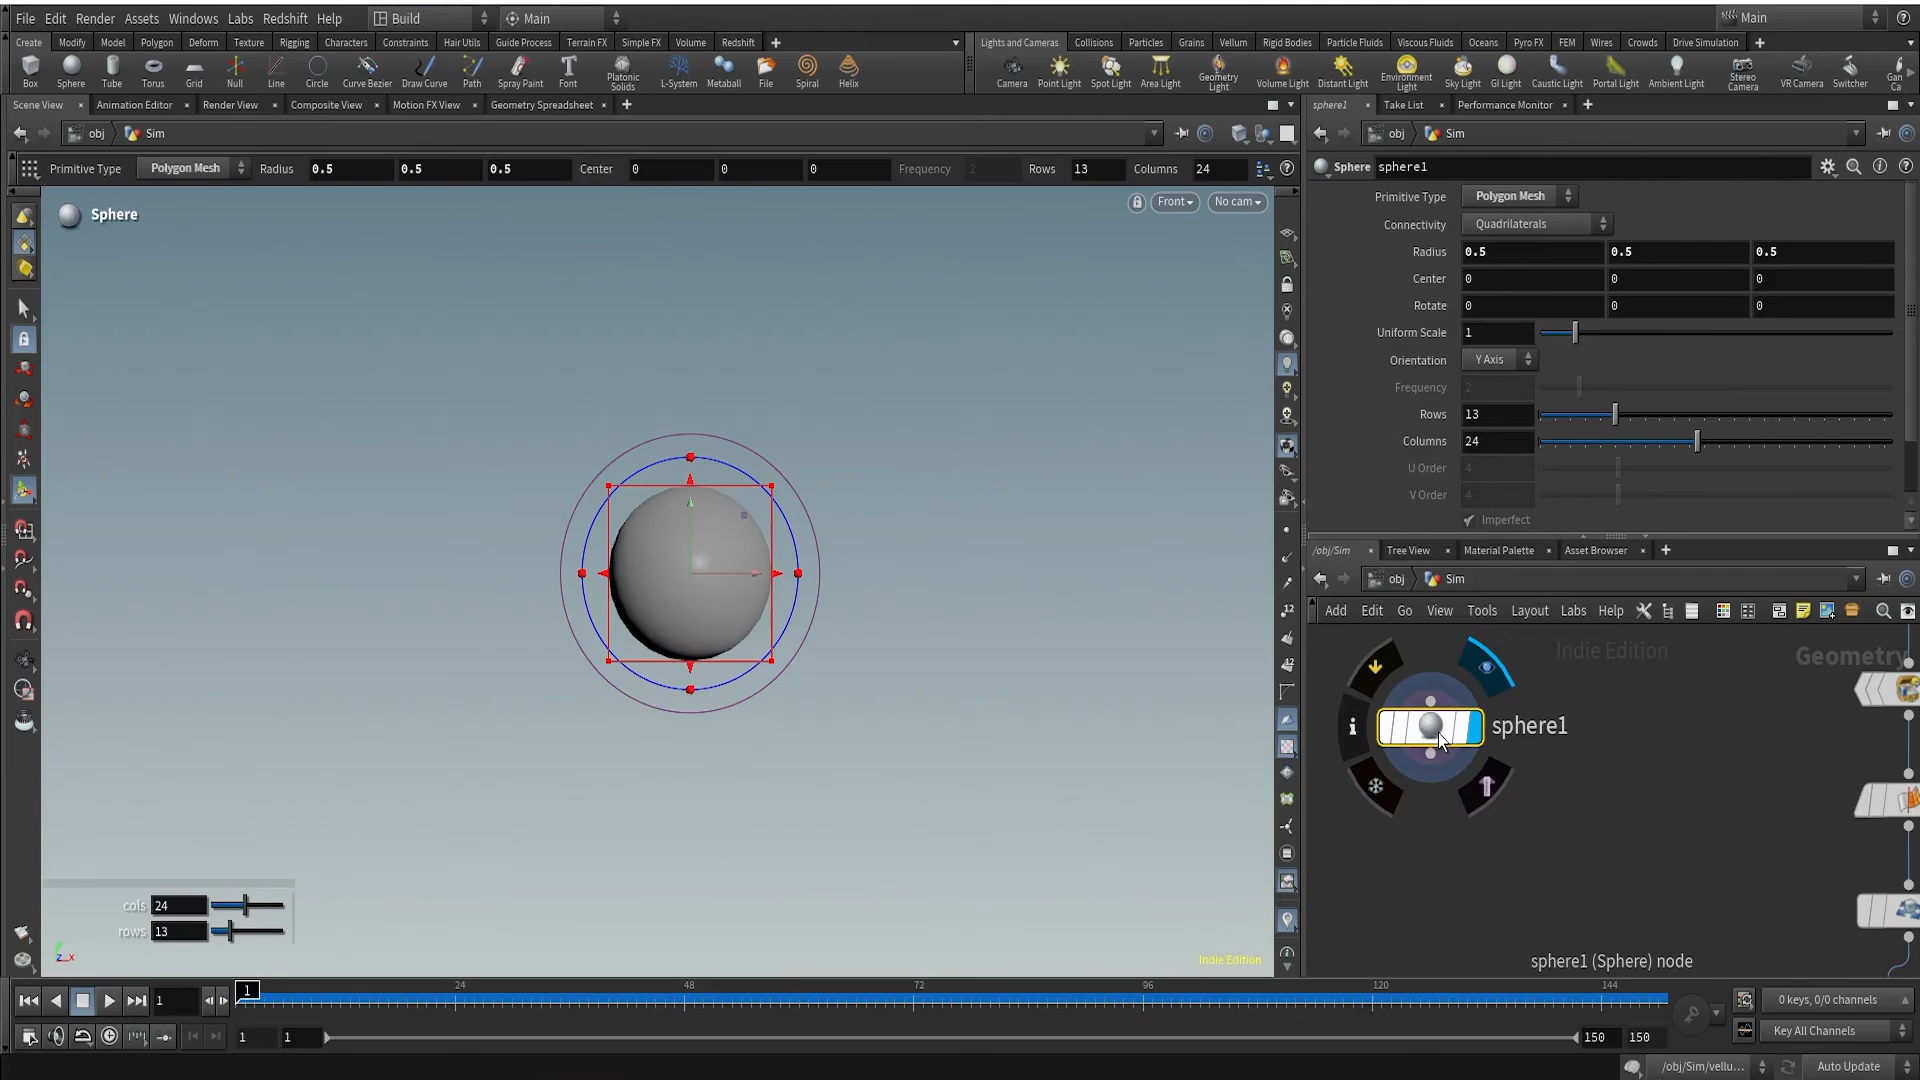 File Edit Render Assets Windows Labs Redshift Help Build Main Main
Create Modify Model Polygon Deform Texture Rigging Characters Constraints Hair Utils Guide Process Terrain FX Simple FX Volume Redshift
Lights and Cameras Collisions Particles Grains Vellum Rigid Bodies Particle Fluids Viscous Fluids Oceans Pyro FX FEM Wires Crowds Drive Simulation
Box Sphere Tube Torus Grid Null Line Circle Curve Bezier Draw Curve Path Spray Paint Font Platonic Solids L-System Metaball File Spiral Helix
Camera Point Light Spot Light Area Light Geometry Light Volume Light Distant Light Environment Light Sky Light GI Light Caustic Light Portal Light Ambient Light Stereo Camera VR Camera Switcher
Scene View Animation Editor Render View Composite View Motion FX View Geometry Spreadsheet
sphere1 Take List Performance Monitor
obj Sim
obj Sim
Primitive Type Polygon Mesh Radius 0.5 0.5 0.5 Center 0 0 0 Frequency 2 Rows 13 Columns 24
Sphere sphere1
Sphere
Front No cam
Primitive Type Polygon Mesh
Connectivity Quadrilaterals
Radius 0.5 0.5 0.5
Center 0 0 0
Rotate 0 0 0
Uniform Scale 1
Orientation Y Axis
Frequency 2
Rows 13
Columns 24
U Order 4
V Order 4
Imperfect
/obj/Sim Tree View Material Palette Asset Browser
obj Sim
Add Edit Go View Tools Layout Labs Help
Indie Edition
Geometry
sphere1
sphere1 (Sphere) node
12
12
cols 24
rows 13
z x
Indie Edition
1 1 24 48 72 96 120 144
0 keys, 0/0 channels
1 1 150 150
Key All Channels
/obj/Sim/vellu... Auto Update